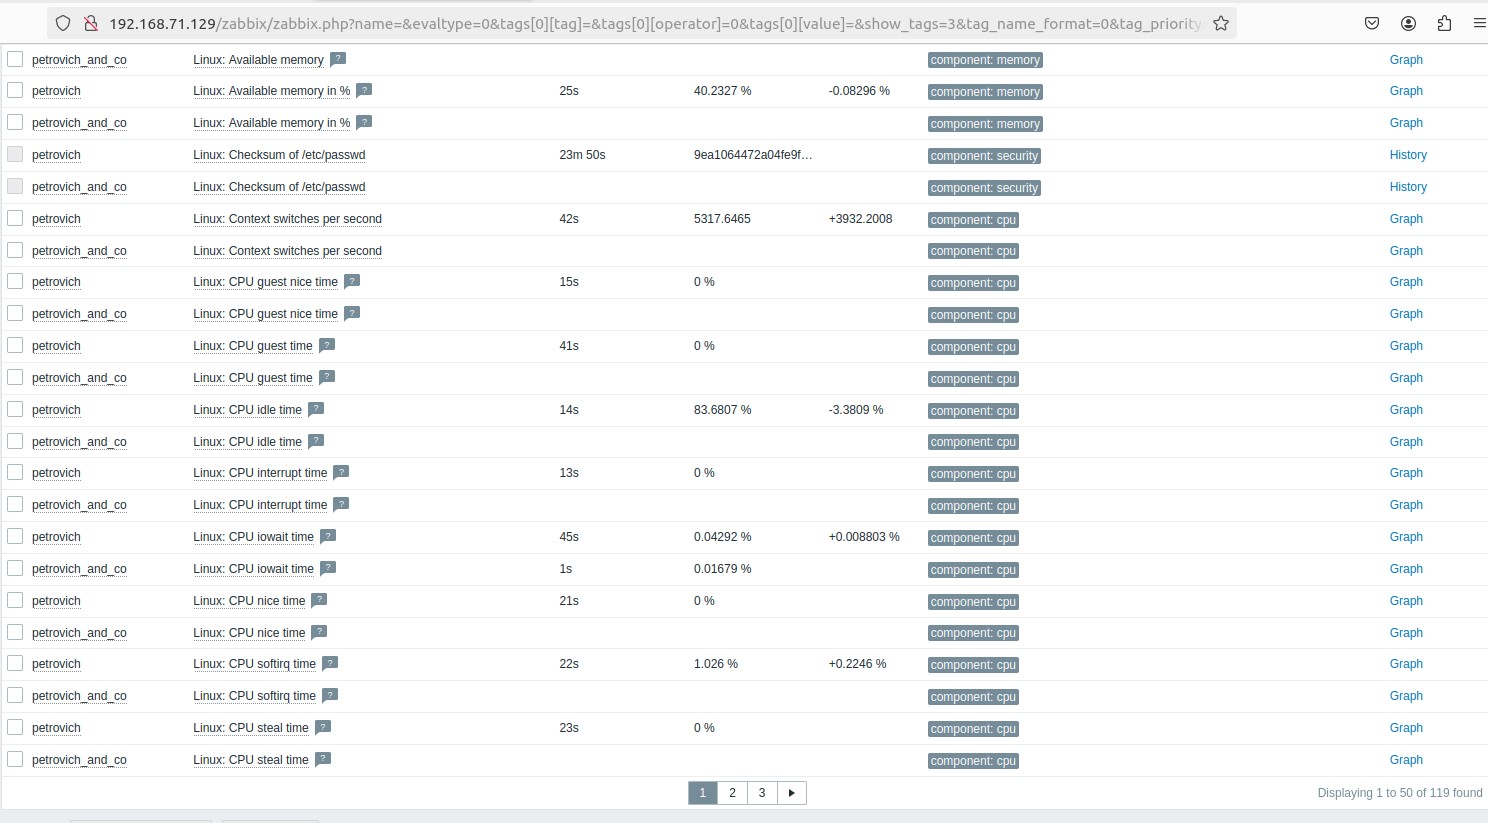 192.168.71.129/zabbix/zabbix.php?name=&evaltype=0&tags[0][tag]=&tags[0][operator]=0&tags[0][value]=&show_tags=3&tag_name_format=0&tag_priority
petrovich_and_co Linux: Available memory ? component: memory Graph
petrovich Linux: Available memory in % ? 25s 40.2327 % -0.08296 % component: memory Graph
petrovich_and_co Linux: Available memory in % ? component: memory Graph
petrovich Linux: Checksum of /etc/passwd 23m 50s 9ea1064472a04fe9f... component: security History
petrovich_and_co Linux: Checksum of /etc/passwd component: security History
petrovich Linux: Context switches per second 42s 5317.6465 +3932.2008 component: cpu Graph
petrovich_and_co Linux: Context switches per second component: cpu Graph
petrovich Linux: CPU guest nice time ? 15s 0 % component: cpu Graph
petrovich_and_co Linux: CPU guest nice time ? component: cpu Graph
petrovich Linux: CPU guest time ? 41s 0 % component: cpu Graph
petrovich_and_co Linux: CPU guest time ? component: cpu Graph
petrovich Linux: CPU idle time ? 14s 83.6807 % -3.3809 % component: cpu Graph
petrovich_and_co Linux: CPU idle time ? component: cpu Graph
petrovich Linux: CPU interrupt time ? 13s 0 % component: cpu Graph
petrovich_and_co Linux: CPU interrupt time ? component: cpu Graph
petrovich Linux: CPU iowait time ? 45s 0.04292 % +0.008803 % component: cpu Graph
petrovich_and_co Linux: CPU iowait time ? 1s 0.01679 % component: cpu Graph
petrovich Linux: CPU nice time ? 21s 0 % component: cpu Graph
petrovich_and_co Linux: CPU nice time ? component: cpu Graph
petrovich Linux: CPU softirq time ? 22s 1.026 % +0.2246 % component: cpu Graph
petrovich_and_co Linux: CPU softirq time ? component: cpu Graph
petrovich Linux: CPU steal time ? 23s 0 % component: cpu Graph
petrovich_and_co Linux: CPU steal time ? component: cpu Graph
1 2 3 Displaying 1 to 50 of 119 found